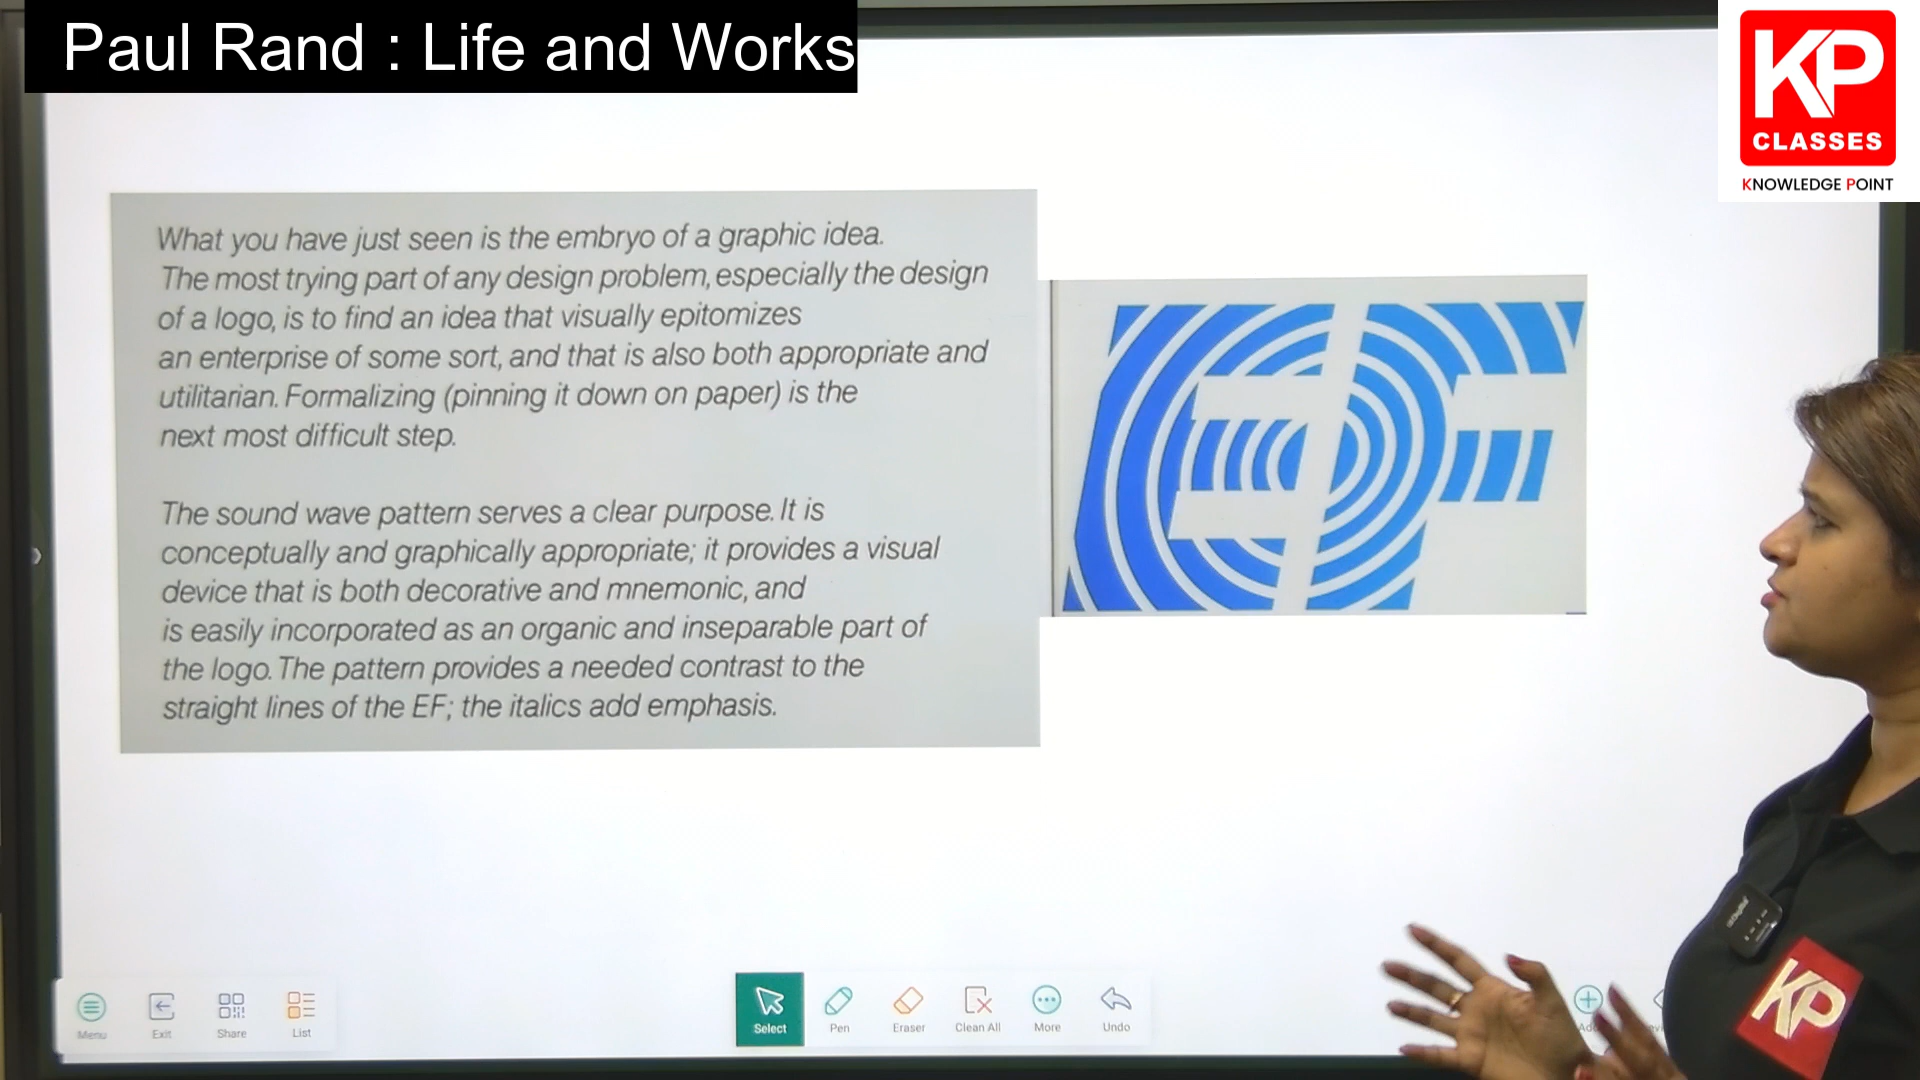 Paul Rand : Life and Works
KP
CLASSES
KNOWLEDGE POINT
What you have just seen is the embryo of a graphic idea.
The most trying part of any design problem, especially the design
of a logo, is to find an idea that visually epitomizes
an enterprise of some sort, and that is also both appropriate and
utilitarian. Formalizing (pinning it down on paper) is the
next most difficult step.
The sound wave pattern serves a clear purpose. It is
conceptually and graphically appropriate; it provides a visual
device that is both decorative and mnemonic, and
is easily incorporated as an organic and inseparable part of
the logo. The pattern provides a needed contrast to the
straight lines of the EF; the italics add emphasis.
EF
KP
Menu
Exit
Share
List
Select
Pen
Eraser
Clean All
More
Undo